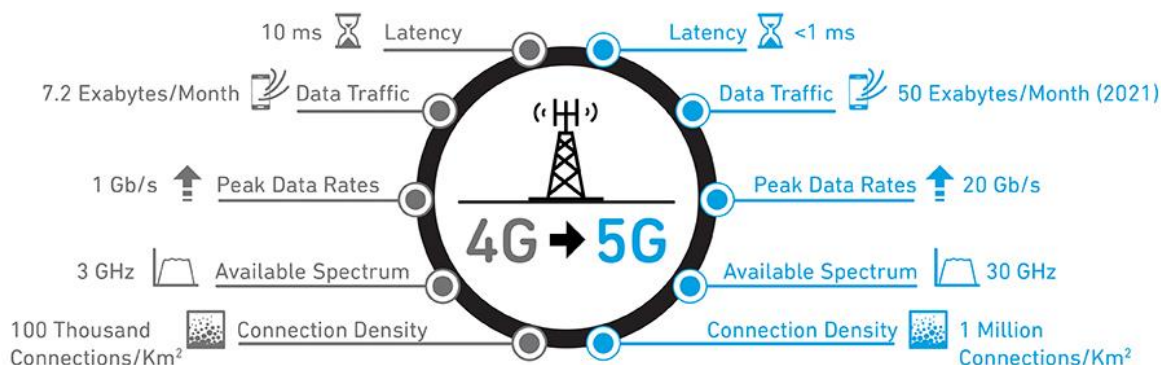 10 ms Latency
7.2 Exabytes/Month Data Traffic
1 Gb/s Peak Data Rates
3 GHz Available Spectrum
100 Thousand
Connections/Km² Connection Density
4G 5G
Latency <1 ms
Data Traffic 50 Exabytes/Month (2021)
Peak Data Rates 20 Gb/s
Available Spectrum 30 GHz
Connection Density 1 Million
Connections/Km²